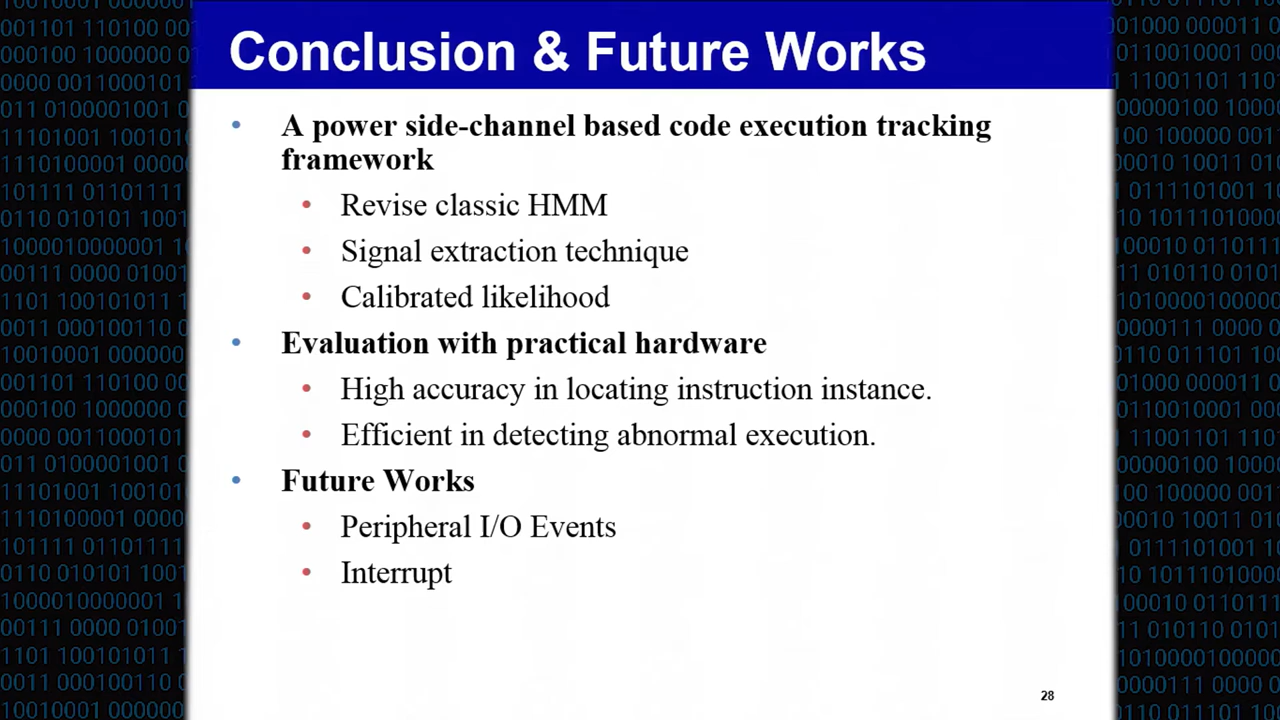 Conclusion & Future Works
• A power side-channel based code execution tracking
framework
• Revise classic HMM
• Signal extraction technique
• Calibrated likelihood
• Evaluation with practical hardware
• High accuracy in locating instruction instance.
• Efficient in detecting abnormal execution.
• Future Works
• Peripheral I/O Events
• Interrupt
28